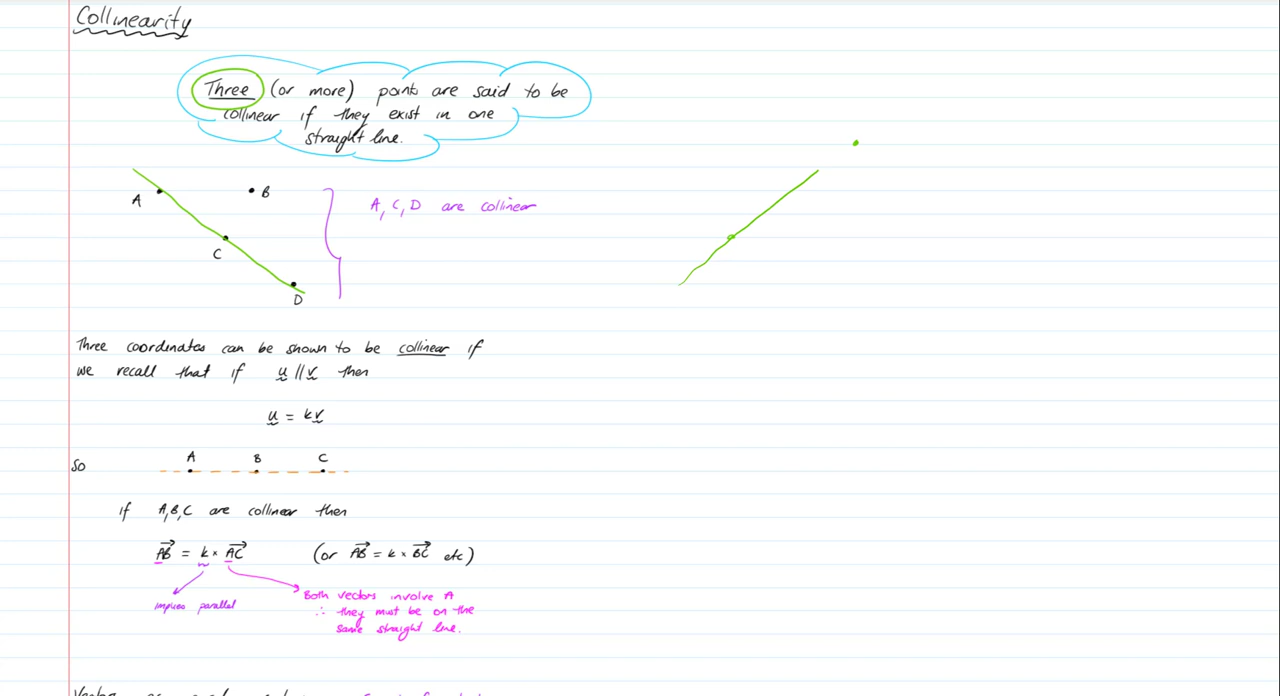 Collinearity
Three (or more) points are said to be
collinear if they exist in one
straight line.
A
B
A, C, D are collinear
C
D
Three coordinates can be shown to be collinear if
we recall that if u // v then
u = kv
So
A B C
if A,B,C are collinear then
AB = k × AC (or AB = k × BC etc)
implies parallel
Both vectors involve A
∴ they must be on the
same straight line.